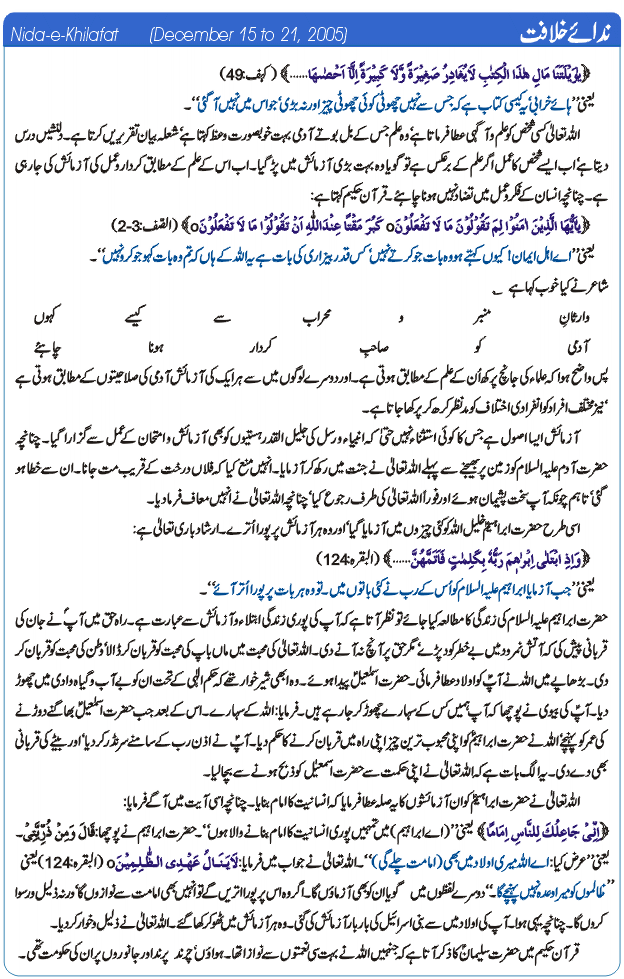 Nida-e-Khilafat (December 15 to 21, 2005) ندائے خلافت
﴿یٰوَیْلَتَنَا مَالِ ھٰذَا الْکِتٰبِ لَا یُغَادِرُ صَغِیْرَۃً وَّلَا کَبِیْرَۃً اِلَّا اَحْصٰھَا......﴾ (کہف:49)
یعنی ’’ہائے خرابی‘ یہ کیسی کتاب ہے کہ جس سے نہیں چھوٹی کوئی چھوٹی چیز اور نہ بڑی‘ جو اس میں نہیں آ گئی‘‘۔
اللہ تعالیٰ کسی شخص کو علم و آگہی عطا فرماتا ہے‘ وہ علم جس کے بل بوتے آدمی بہت خوبصورت وعظ کہتا ہے‘ شعلہ بیان تقریریں کرتا ہے۔ دلنشیں درس
دیتا ہے‘ اب ایسے شخص کا عمل اگر علم کے برعکس ہے تو گویا وہ بہت بڑی آزمائش میں پڑ گیا۔ اب اس کے علم کے مطابق کردار و عمل کی آزمائش کی جا رہی
ہے۔ چنانچہ انسان کے فکر و عمل میں تضاد نہیں ہونا چاہئے۔ قرآن حکیم کہتا ہے:
﴿یٰٓاَیُّھَا الَّذِیْنَ اٰمَنُوْا لِمَ تَقُوْلُوْنَ مَا لَا تَفْعَلُوْنَo کَبُرَ مَقْتًا عِنْدَاللّٰہِ اَنْ تَقُوْلُوْا مَا لَا تَفْعَلُوْنَo﴾ (الصّف:3-2)
یعنی ’’اے اہل ایمان! کیوں کہتے ہو وہ بات جو کرتے نہیں‘ کس قدر بیزاری کی بات ہے یہ اللہ کے ہاں کہ تم وہ بات کہو جو کرو نہیں‘‘۔
شاعر نے کیا خوب کہا ہے ؎
وارثانِ منبر و محراب سے کیسے کہوں
آدمی کو صاحبِ کردار ہونا چاہئے
پس واضح ہوا کہ علماء کی جانچ پرکھ اُن کے علم کے مطابق ہوتی ہے۔ اور دوسرے لوگوں میں سے ہر ایک کی آزمائش آدمی کی صلاحیتوں کے مطابق ہوتی ہے
‘ نیز مختلف افراد کو انفرادی اختلاف کو مدنظر رکھ کر پرکھا جاتا ہے۔
آزمائش ایسا اصول ہے جس کا کوئی استثناء نہیں حتیٰ کہ انبیاء و رسل کی جلیل القدر ہستیوں کو بھی آزمائش و امتحان کے عمل سے گزارا گیا۔ چنانچہ
حضرت آدم علیہ السلام کو زمین پر بھیجنے سے پہلے اللہ تعالیٰ نے جنت میں رکھ کر آزمایا۔ انہیں منع کیا کہ فلاں درخت کے قریب مت جانا۔ ان سے خطا ہو
گئی‘ تاہم چونکہ آپ سخت پشیمان ہوئے اور فوراً اللہ تعالیٰ کی طرف رجوع کیا‘ چنانچہ اللہ تعالیٰ نے انہیں معاف فرما دیا۔
اسی طرح حضرت ابراہیمؑ خلیل اللہ کو کئی چیزوں میں آزمایا گیا‘ اور وہ ہر آزمائش پر پورا اُترے۔ ارشاد باری تعالیٰ ہے:
﴿وَاِذِ ابْتَلٰی اِبْرٰھٖمَ رَبُّہٗ بِکَلِمٰتٍ فَاَتَمَّھُنَّ......﴾ (البقرہ:124)
یعنی ’’جب آزمایا ابراہیم علیہ السلام کو اُس کے رب نے کئی باتوں میں۔ تو وہ ہر بات پر پورا اُتر آئے‘‘۔
حضرت ابراہیم علیہ السلام کی زندگی کا مطالعہ کیا جائے تو نظر آتا ہے کہ آپ کی پوری زندگی ابتلاء و آزمائش سے عبارت ہے۔ راہ حق میں آپؑ نے جان کی
قربانی پیش کی کہ آتش نمرود میں بے خطر کود پڑے‘ مگر حق پر آنچ نہ آنے دی۔ اللہ تعالیٰ کی محبت میں ماں باپ کی محبت کو قربان کر ڈالا‘ وطن کی محبت کو قربان کر
دی۔ بڑھاپے میں اللہ نے آپؑ کو اولاد عطا فرمائی۔ حضرت اسمٰعیلؑ پیدا ہوئے۔ وہ ابھی شیر خوار تھے کہ حکم الٰہی کے تحت ان کو بے آب و گیاہ وادی میں چھوڑ
دیا۔ آپؑ کی بیوی نے پوچھا کہ آپ ہمیں کس کے سہارے چھوڑ کر جا رہے ہیں۔ فرمایا: اللہ کے سہارے۔ اس کے بعد جب حضرت اسمٰعیلؑ بھاگنے دوڑنے
کی عمر کو پہنچے‘ اللہ نے حضرت ابراہیمؑ کو اپنی محبوب ترین چیز اپنی راہ میں قربان کرنے کا حکم دیا۔ آپؑ نے اذن رب کے سامنے سرنڈر کر دیا‘ اور بیٹے کی قربانی
بھی دے دی۔ یہ الگ بات ہے کہ اللہ تعالیٰ نے اپنی حکمت سے حضرت اسمٰعیل کو ذبح ہونے سے بچا لیا۔
اللہ تعالیٰ نے حضرت ابراہیمؑ کو ان آزمائشوں کا یہ صلہ عطا فرمایا کہ انسانیت کا امام بنایا۔ چنانچہ اسی آیت میں آگے فرمایا:
﴿اِنِّیْ جَاعِلُکَ لِلنَّاسِ اِمَامًا﴾ یعنی ’’(اے ابراہیم) میں تمہیں پوری انسانیت کا امام بنانے والا ہوں‘‘۔ حضرت ابراہیم نے پوچھا: قَالَ وَمِنْ ذُرِّیَّتِیْ۔
یعنی ’’عرض کیا: اے اللہ میری اولاد میں بھی (امامت چلے گی)‘‘۔ اللہ تعالیٰ نے جواب میں فرمایا: لَا یَنَالُ عَھْدِی الظّٰلِمِیْنَo (البقرہ:124) یعنی
’’ظالموں کو میرا وعدہ نہیں پہنچے گا۔‘‘ دوسرے لفظوں میں گویا ان کو بھی آزماؤں گا۔ اگر وہ اس پر پورا اتریں گے تو انہیں بھی امامت سے نوازوں گا‘ ورنہ ذلیل و رسوا
کروں گا۔ چنانچہ یہی ہوا۔ آپ کی اولاد میں سے بنی اسرائیل کی بار بار آزمائش کی گئی۔ وہ ہر آزمائش میں ٹھوکر کھا گئے۔ اللہ تعالیٰ نے ذلیل و خوار کر دیا۔
قرآن حکیم میں حضرت سلیمانؑ کا ذکر آتا ہے کہ جنہیں اللہ نے بہت سی نعمتوں سے نوازا تھا۔ ہواؤں‘ چرند پرند اور جانوروں پر ان کی حکومت تھی۔